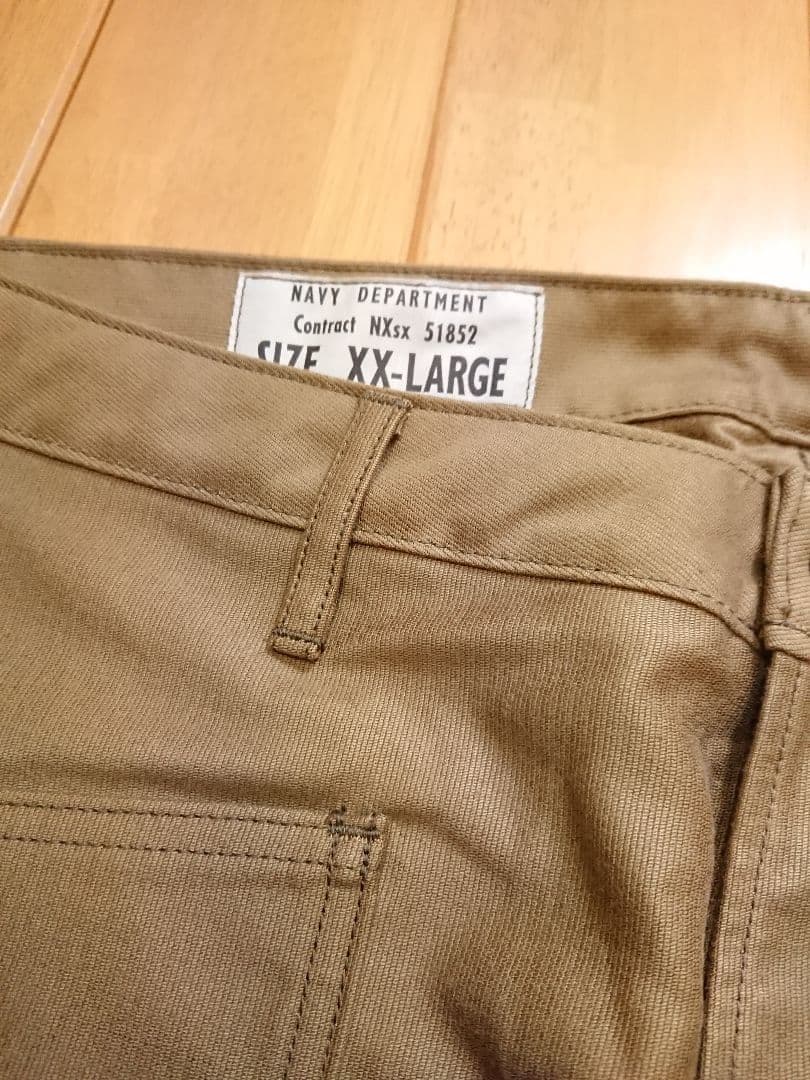 NAVY DEPARTMENT
Contract NXsx 51852
SIZE XX-LARGE